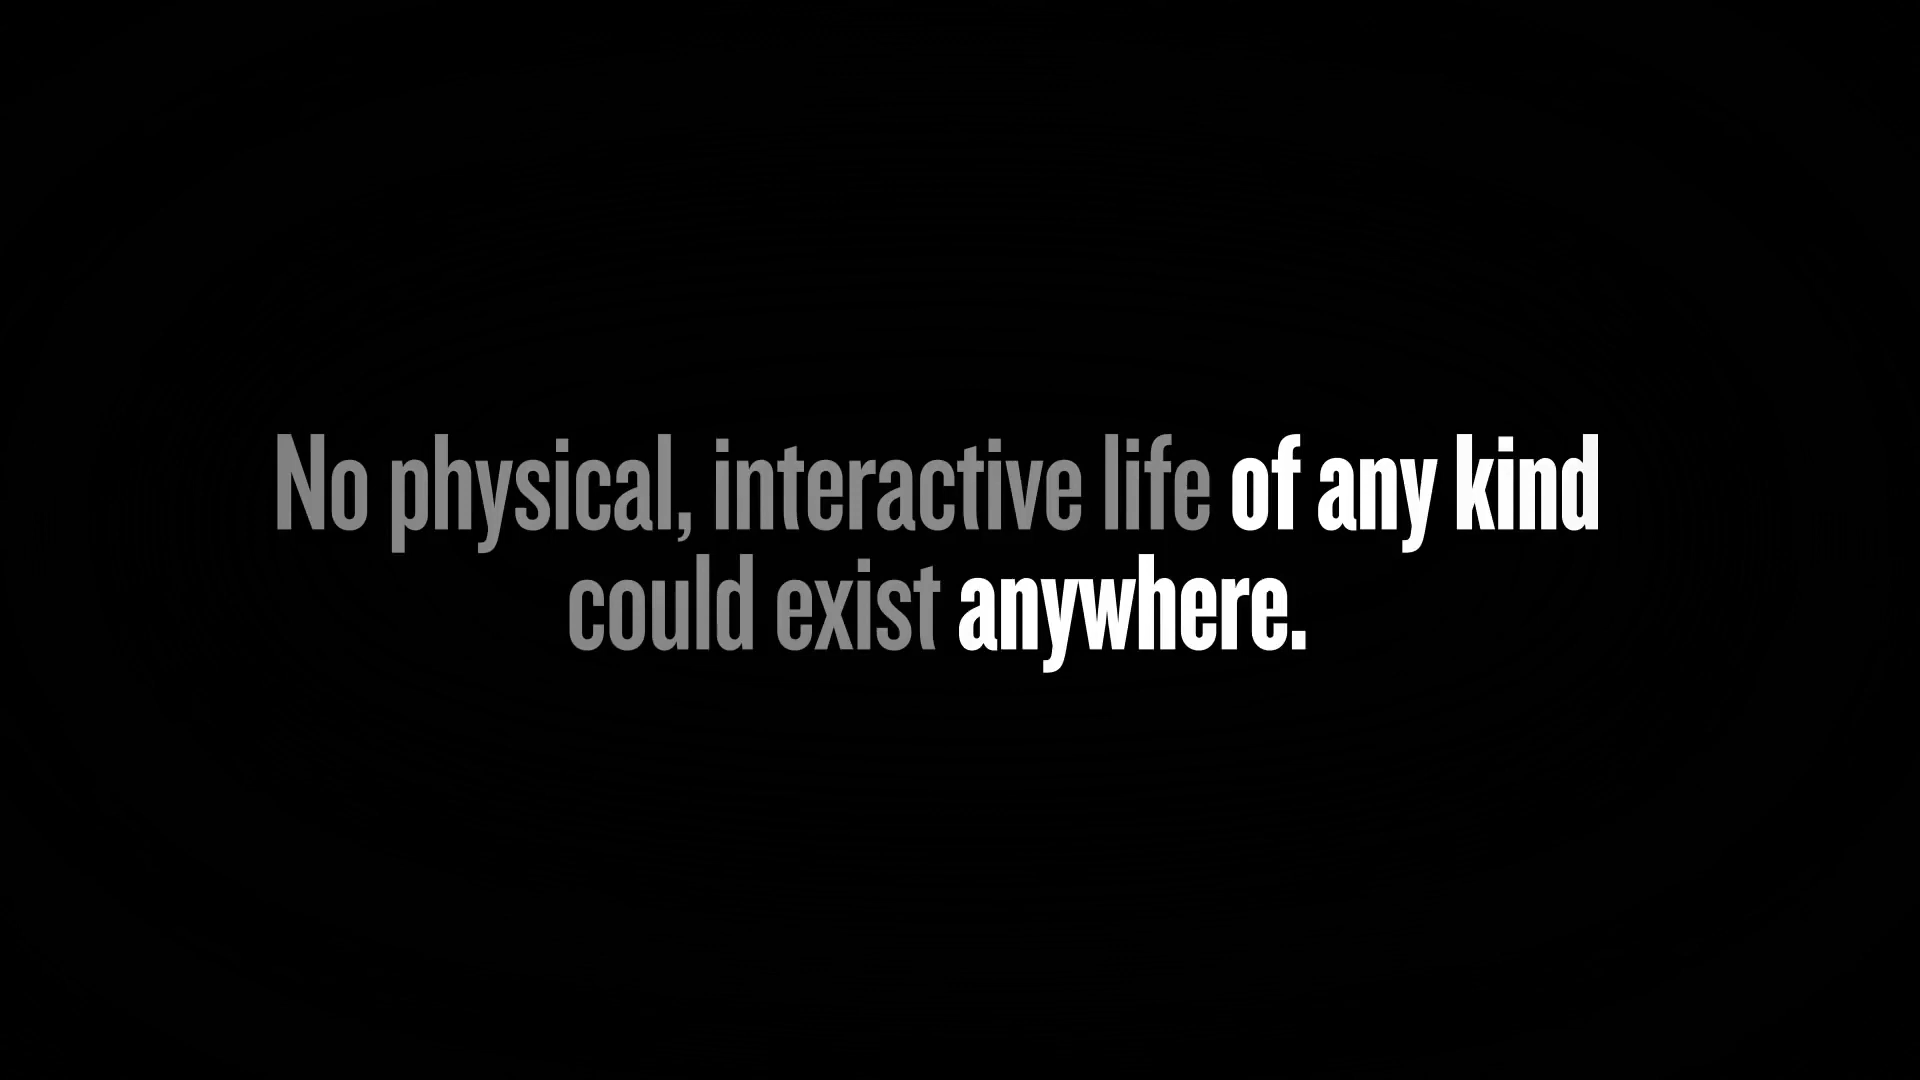 No physical, interactive life of any kind
could exist anywhere.